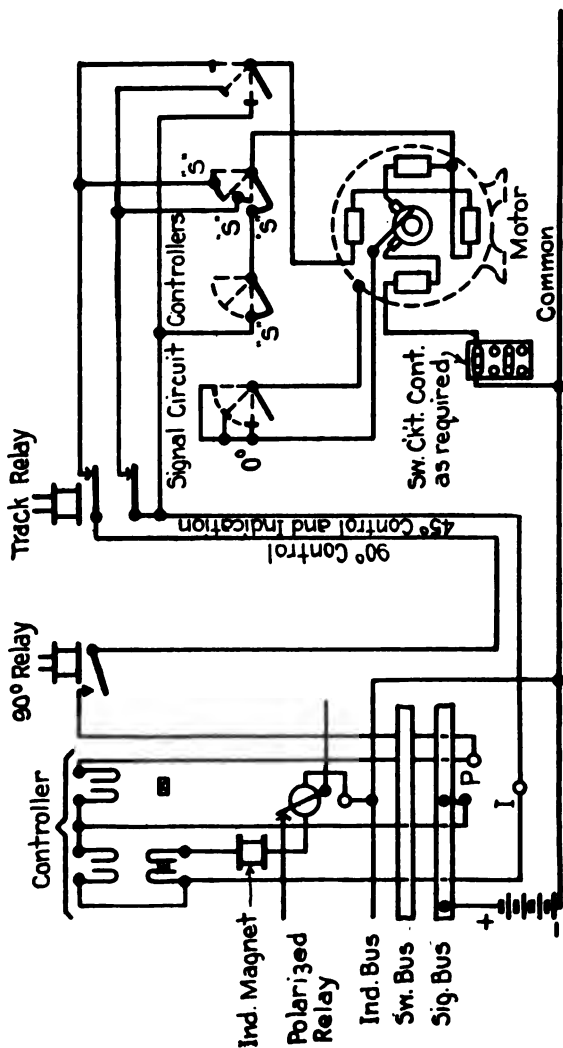 Controller
90° Relay
Track Relay
90° Control
45° Control and Indication
Signal Circuit Controllers
0°
"S"
"S"
"S"
"S"
Ind. Magnet
Polarized
Relay
Ind. Bus
Sw. Bus
Sig. Bus
P
I
+
-
Sw. Ckt. Cont.
as required,
Motor
Common